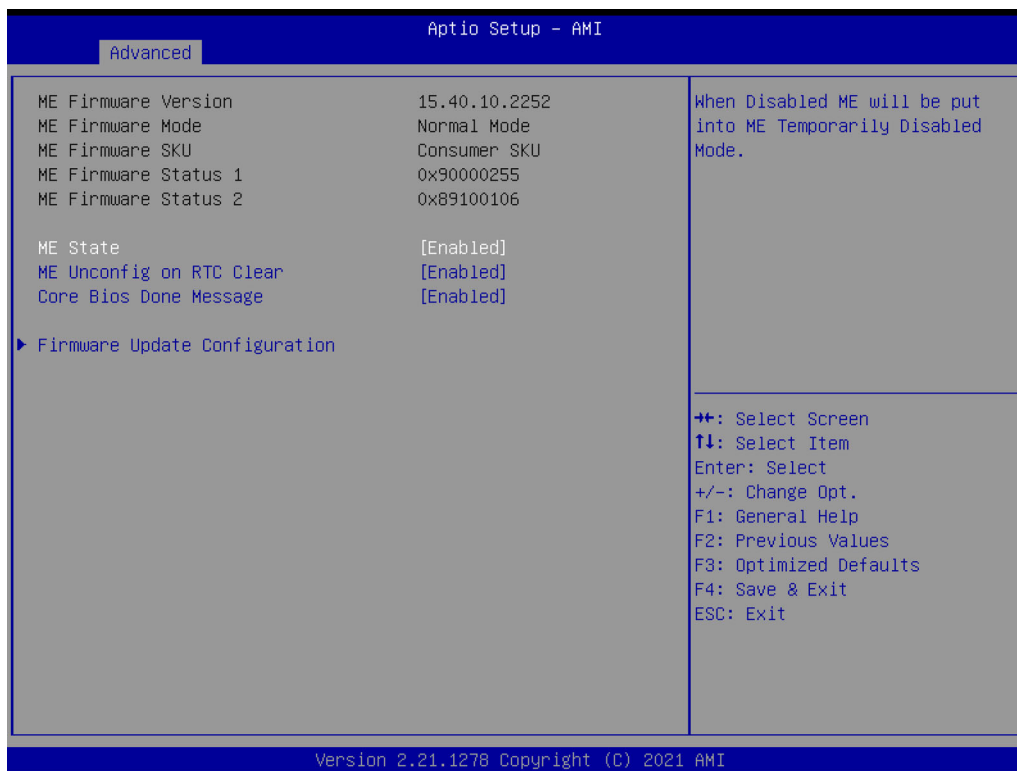 Aptio Setup – AMI
Advanced
ME Firmware Version 15.40.10.2252
ME Firmware Mode Normal Mode
ME Firmware SKU Consumer SKU
ME Firmware Status 1 0x90000255
ME Firmware Status 2 0x89100106
ME State [Enabled]
ME Unconfig on RTC Clear [Enabled]
Core Bios Done Message [Enabled]
▶ Firmware Update Configuration
When Disabled ME will be put
into ME Temporarily Disabled
Mode.
→←: Select Screen
↑↓: Select Item
Enter: Select
+/-: Change Opt.
F1: General Help
F2: Previous Values
F3: Optimized Defaults
F4: Save & Exit
ESC: Exit
Version 2.21.1278 Copyright (C) 2021 AMI